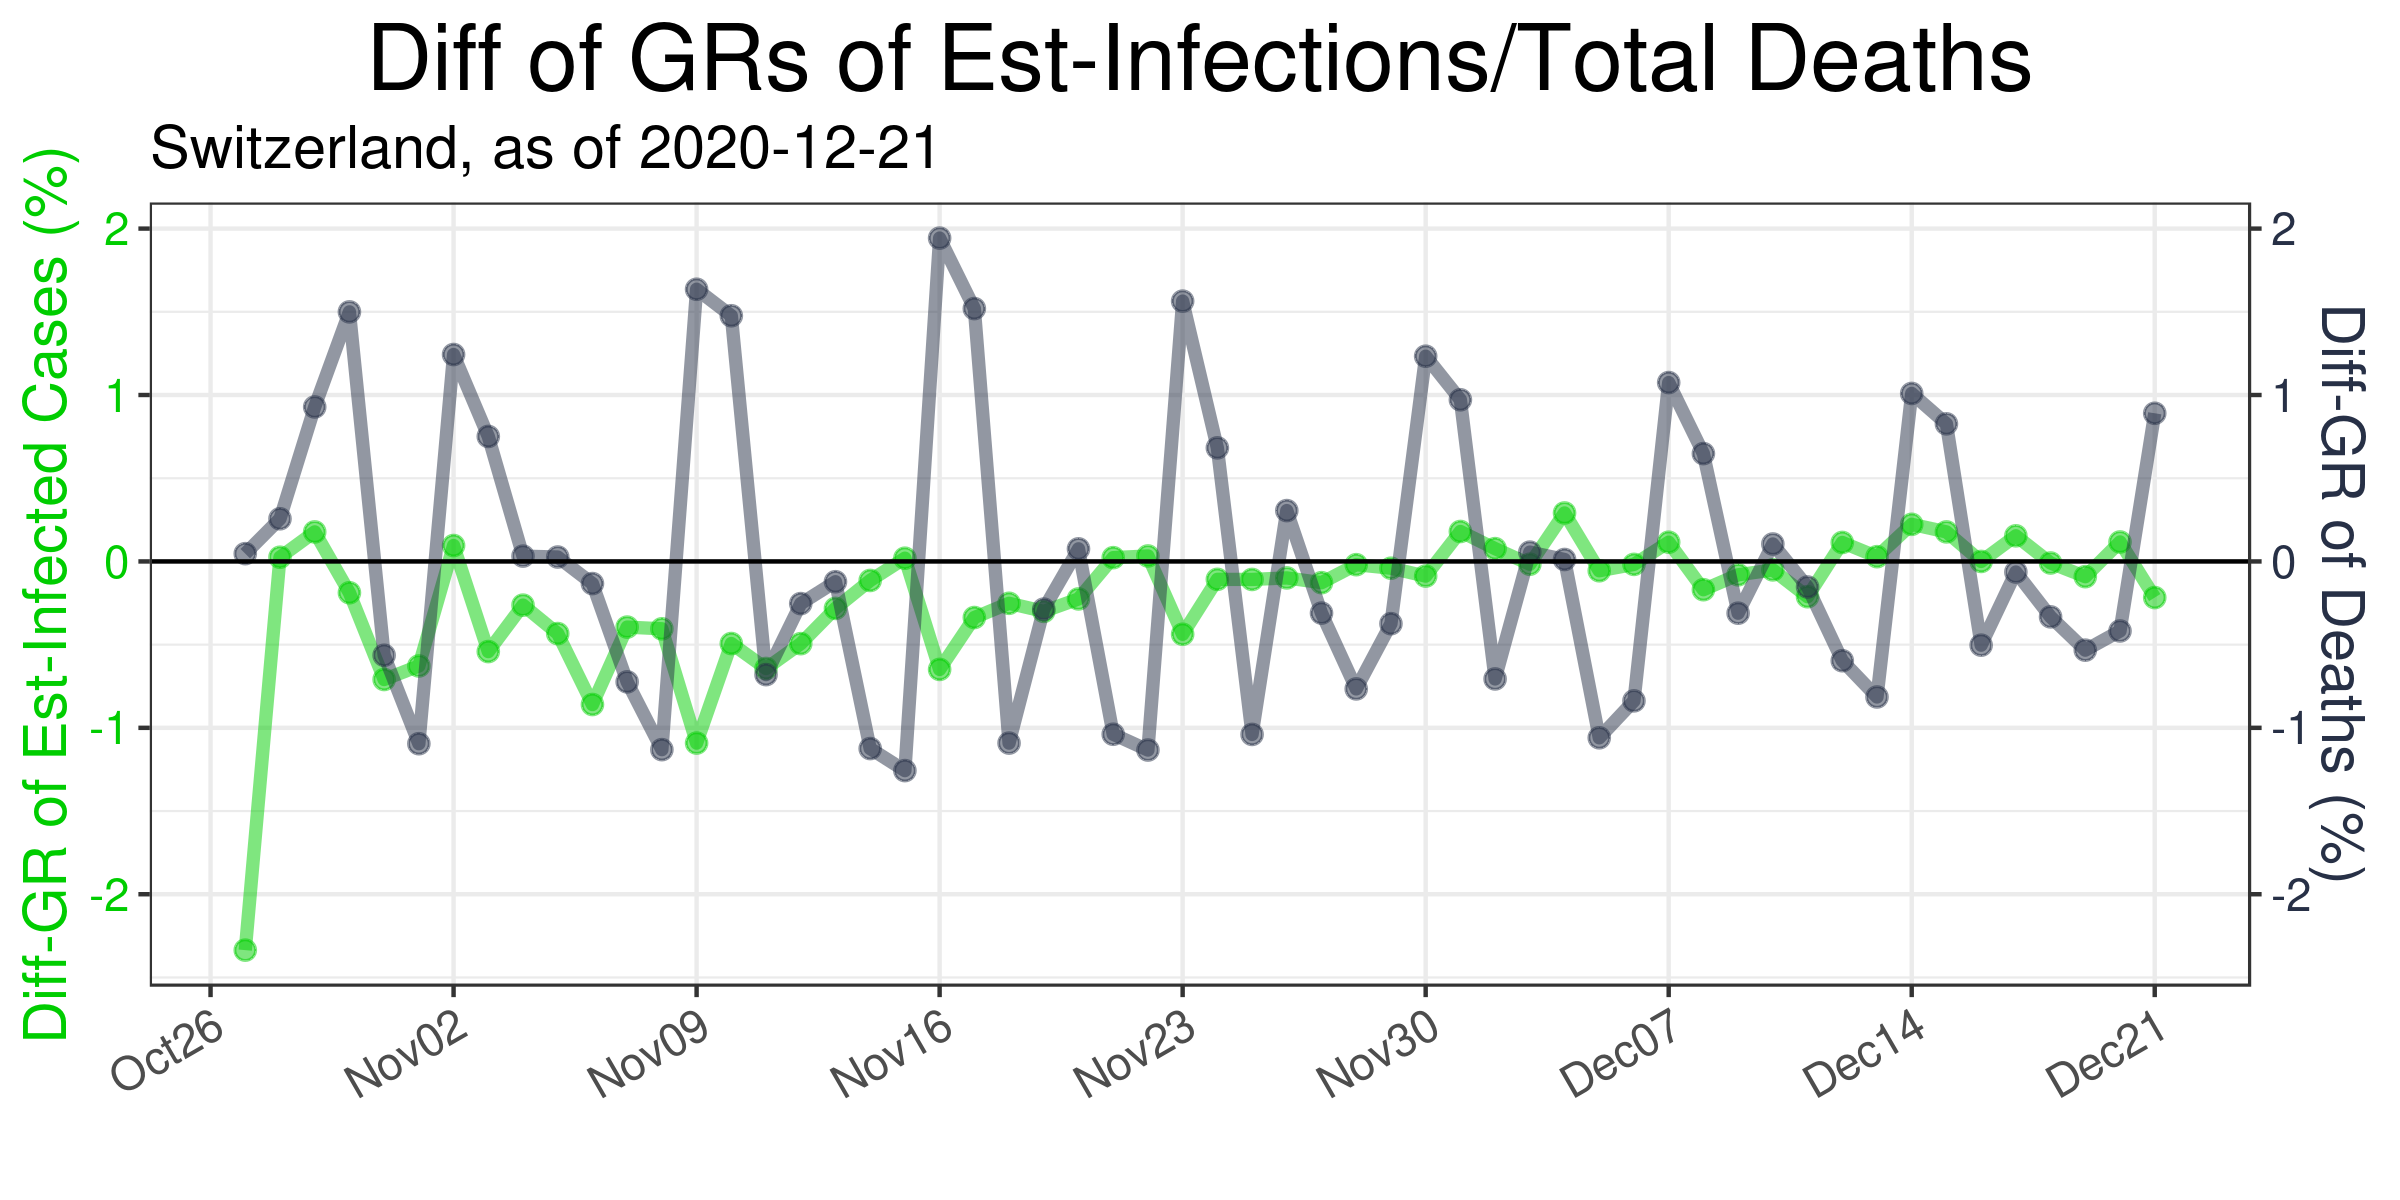 Diff of GRs of Est-Infections/Total Deaths
Switzerland, as of 2020-12-21
Diff-GR of Est-Infected Cases (%)
2
1
0
-1
-2
2
1
0
-1
-2
Diff-GR of Deaths (%)
Oct26
Nov02
Nov09
Nov16
Nov23
Nov30
Dec07
Dec14
Dec21